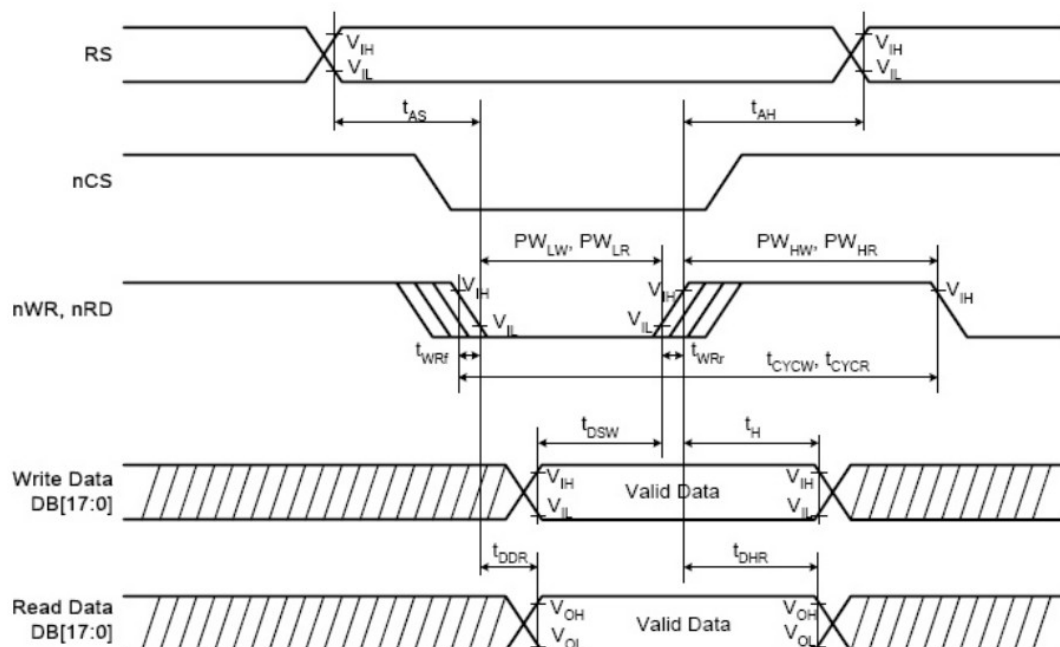 RS
V_IH
V_IL
V_IH
V_IL
t_AS
t_AH
nCS
PW_LW, PW_LR
PW_HW, PW_HR
nWR, nRD
V_IH
V_IL
V_IH
V_IL
V_IH
t_WRf
t_WRr
t_CYCW, t_CYCR
t_DSW
t_H
Write Data
DB[17:0]
V_IH
V_IL
Valid Data
V_IH
V_IL
t_DDR
t_DHR
Read Data
DB[17:0]
V_OH
V_OL
Valid Data
V_OH
V_OL